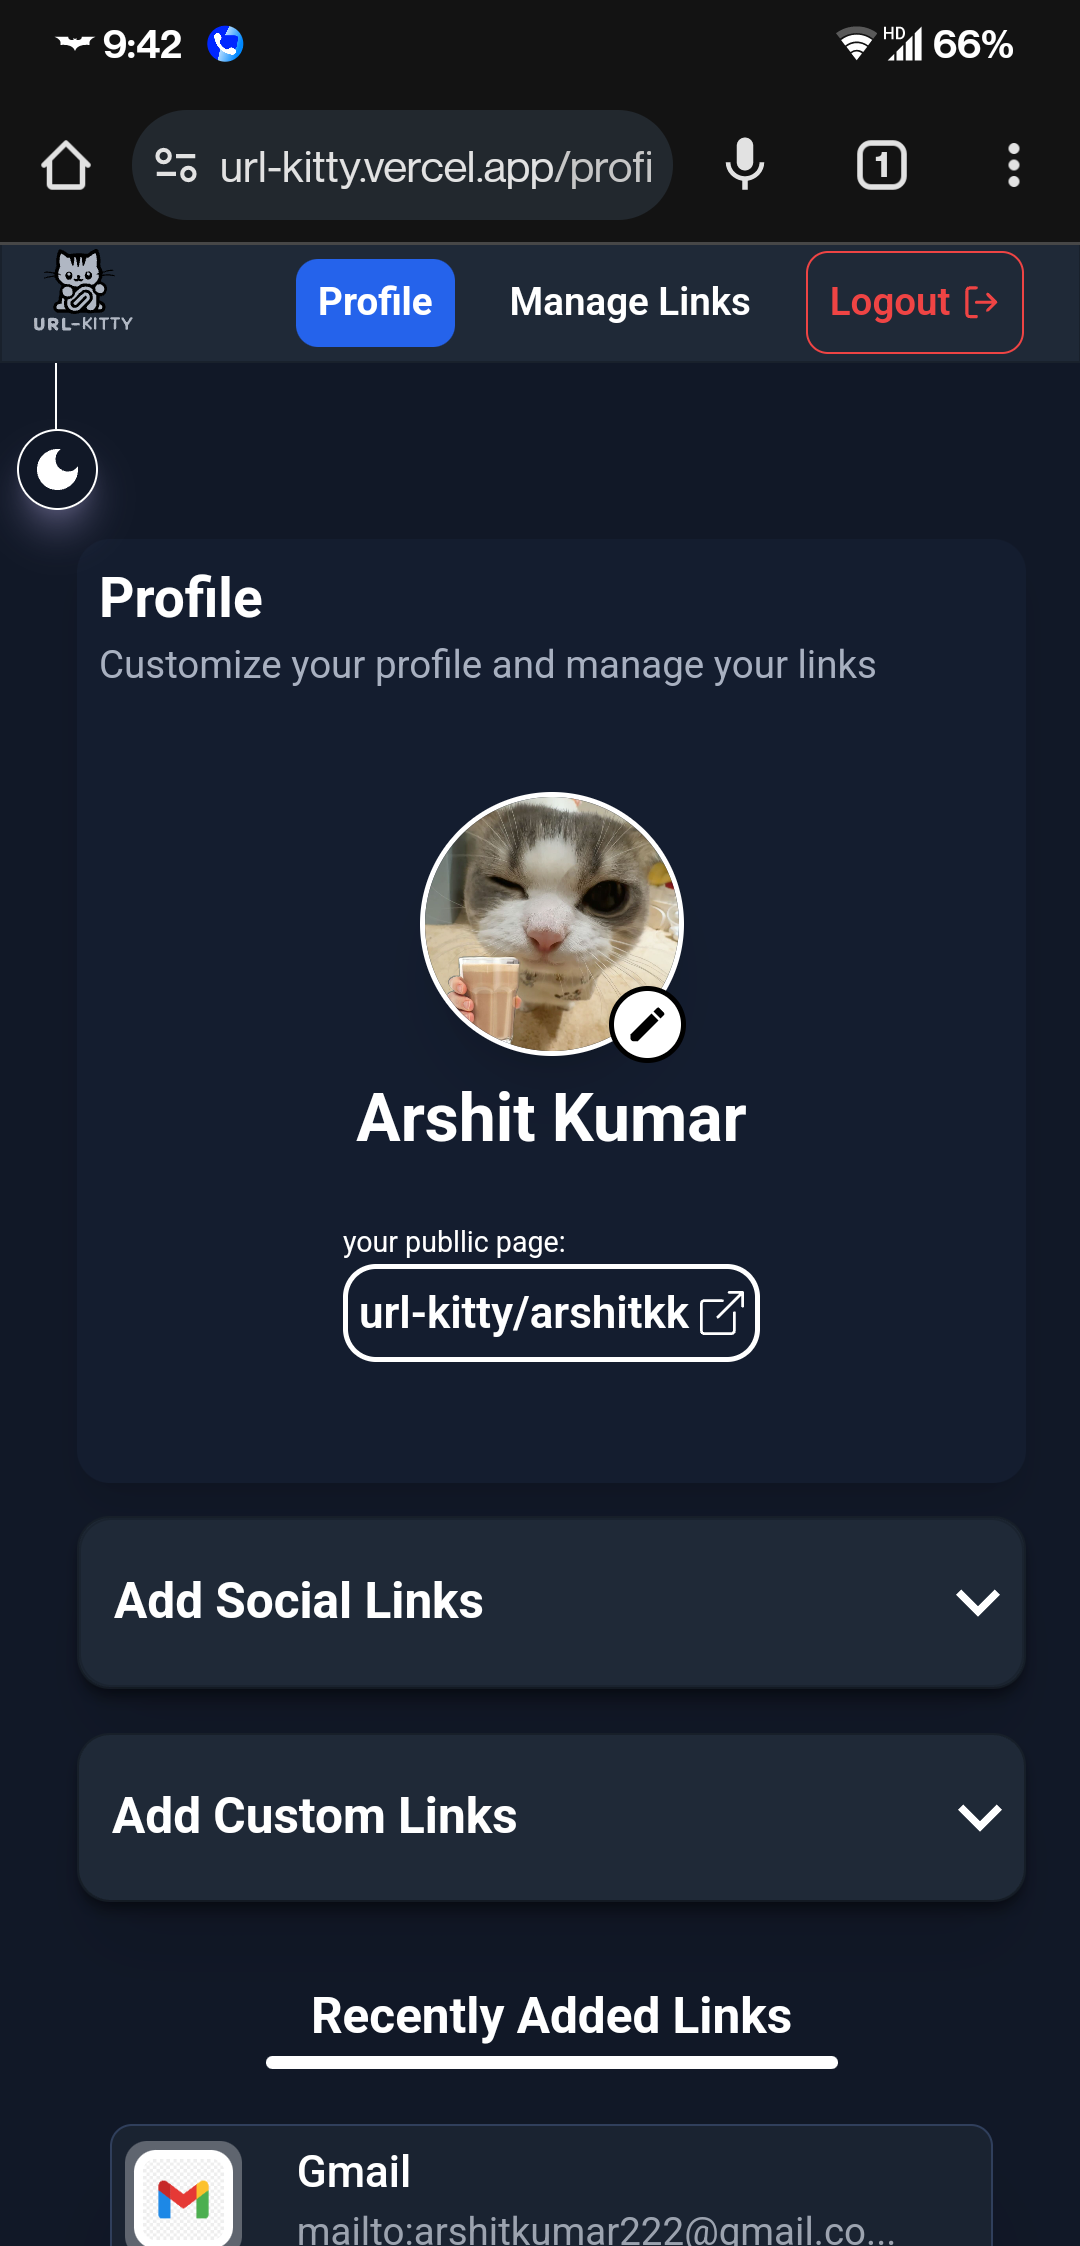 9:42
HD 66%
url-kitty.vercel.app/profi
1
URL-KITTY
Profile
Manage Links
Logout
Profile
Customize your profile and manage your links
Arshit Kumar
your publlic page:
url-kitty/arshitkk
Add Social Links
Add Custom Links
Recently Added Links
Gmail
mailto:arshitkumar222@gmail.co...